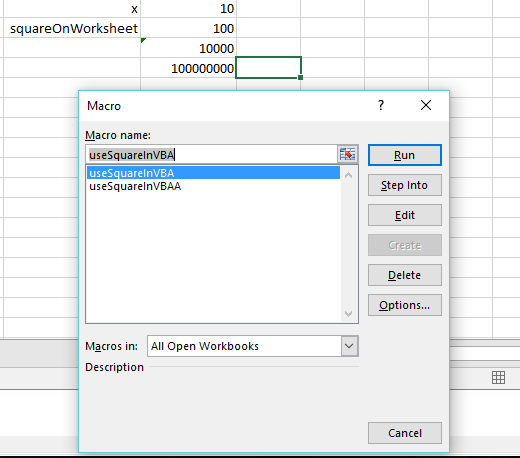 x 10
squareOnWorksheet 100
10000
100000000
Macro ?
Macro name:
useSquareInVBA
useSquareInVBA
useSquareInVBAA
Run
Step Into
Edit
Create
Delete
Options...
Macros in: All Open Workbooks
Description
Cancel